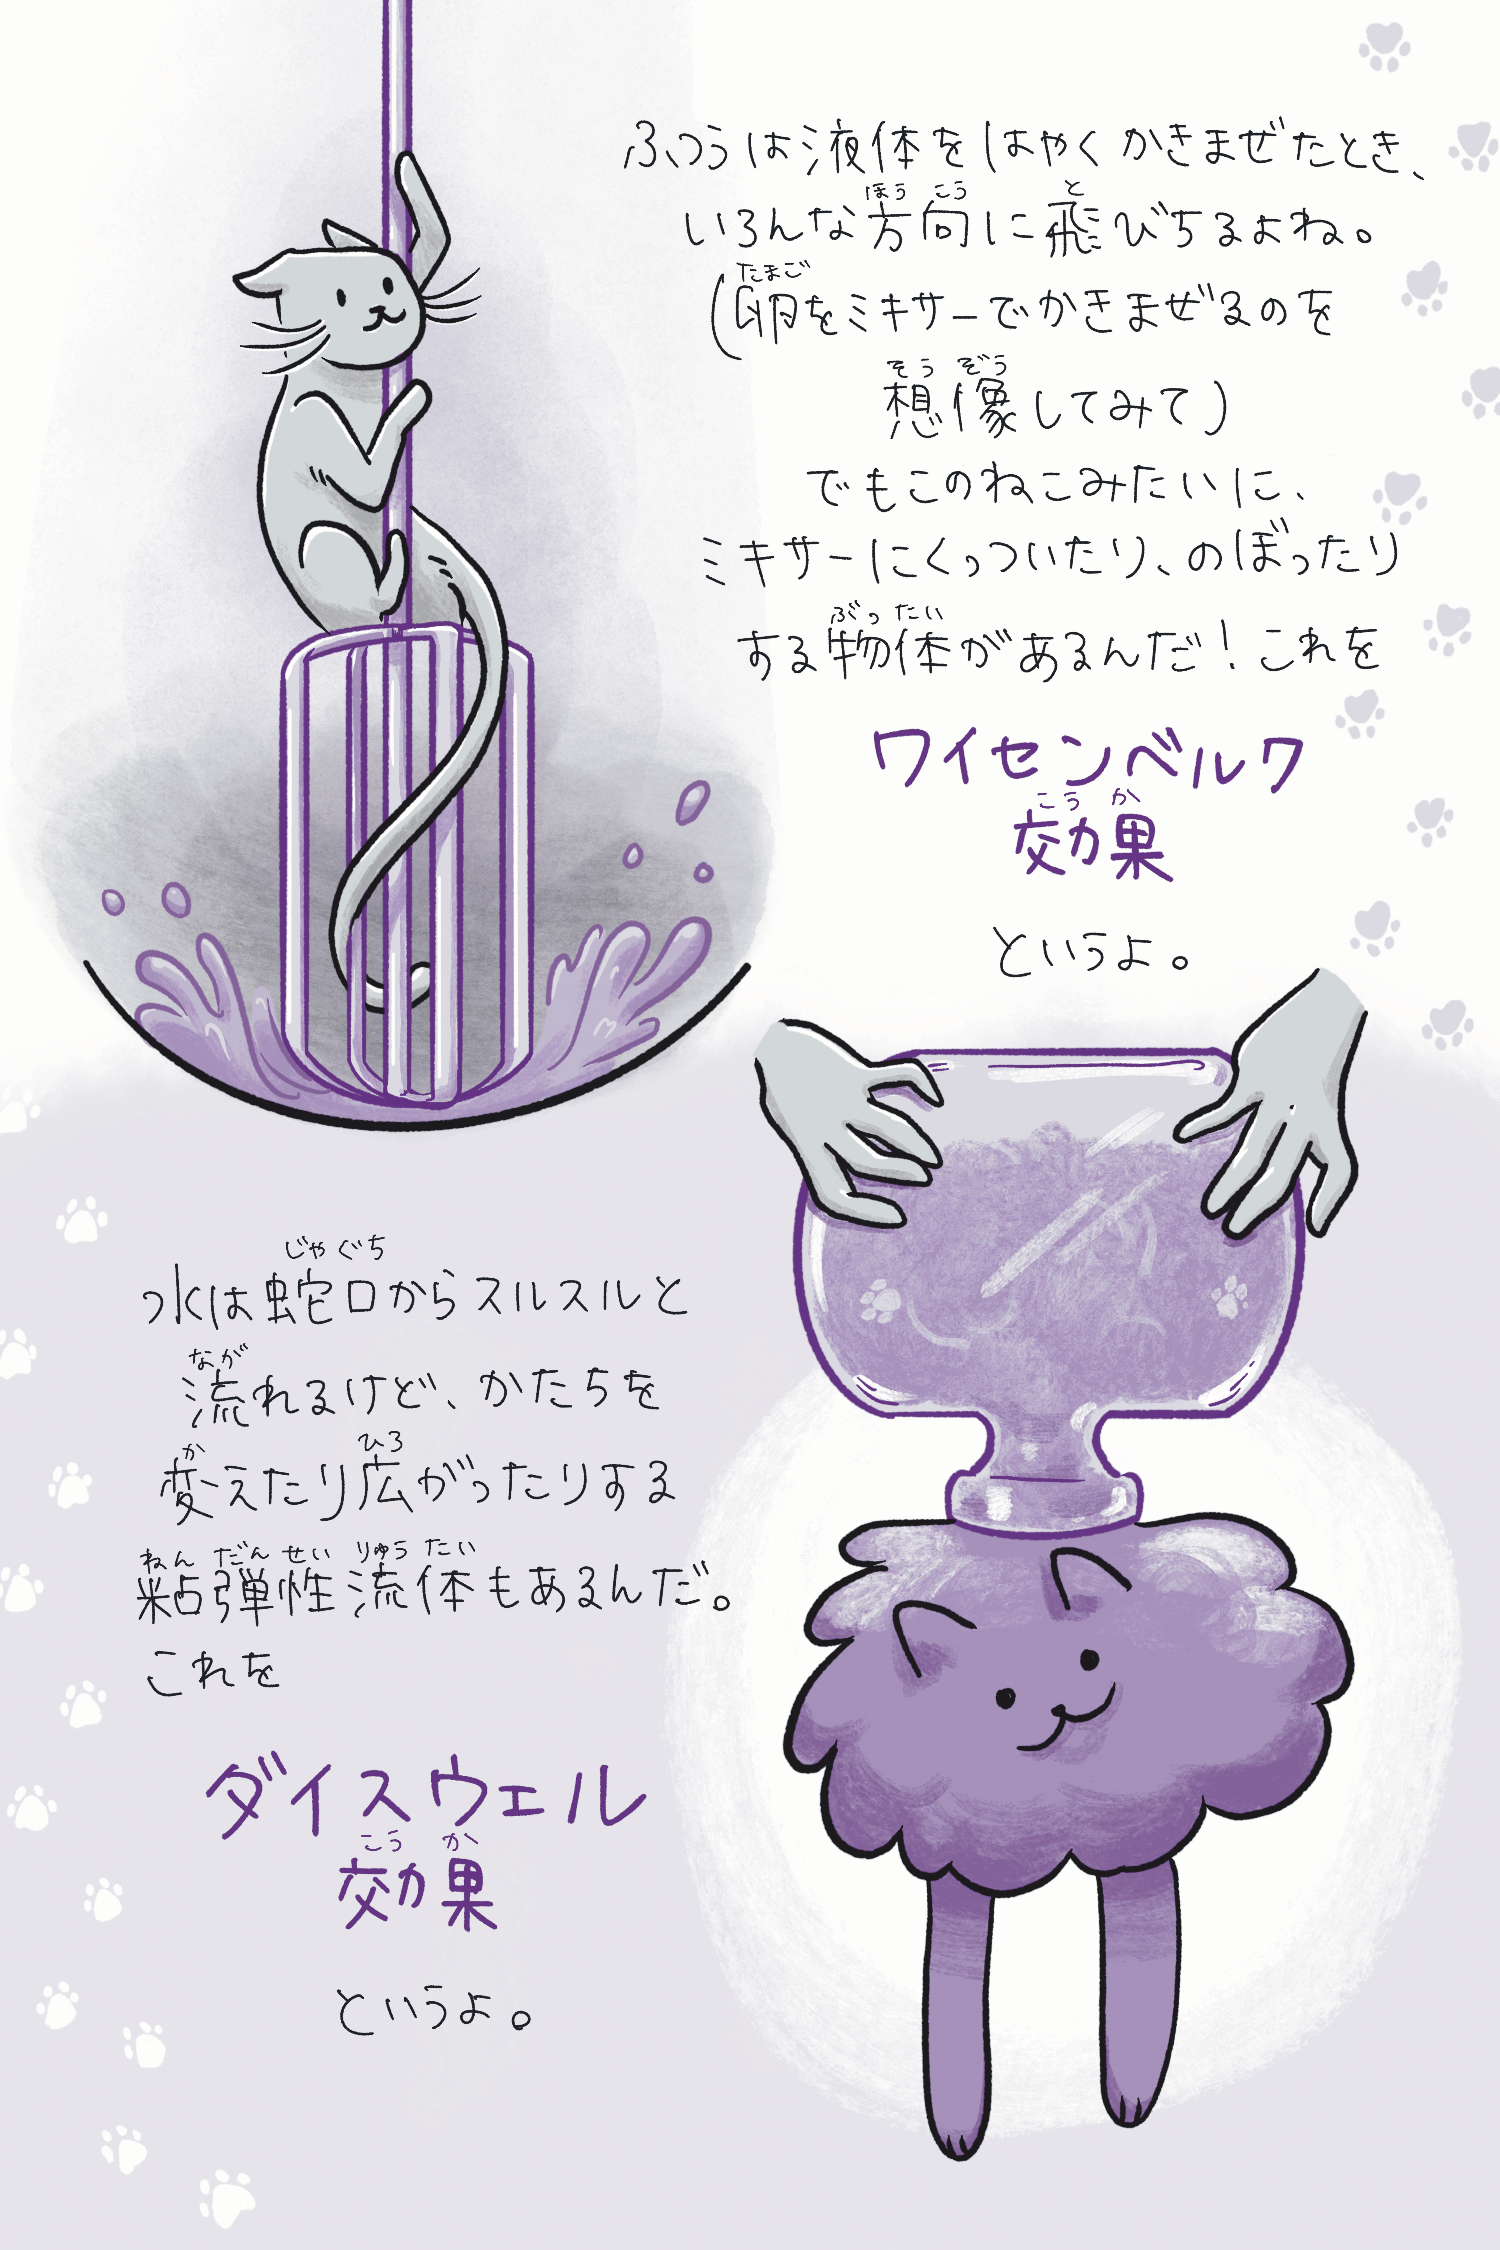 ふつうは液体をはやくかきまぜたとき、
いろんな方向に飛びちるよね。
(卵をミキサーでかきまぜるのを
想像してみて)
でもこのねこみたいに、
ミキサーにくっついたり、のぼったり
する物体があるんだ!これを
ワイセンベルク
効果
というよ。
水は蛇口からスルスルと
流れるけど、かたちを
変えたり広がったりする
粘弾性流体もあるんだ。
これを
ダイスウェル
効果
というよ。